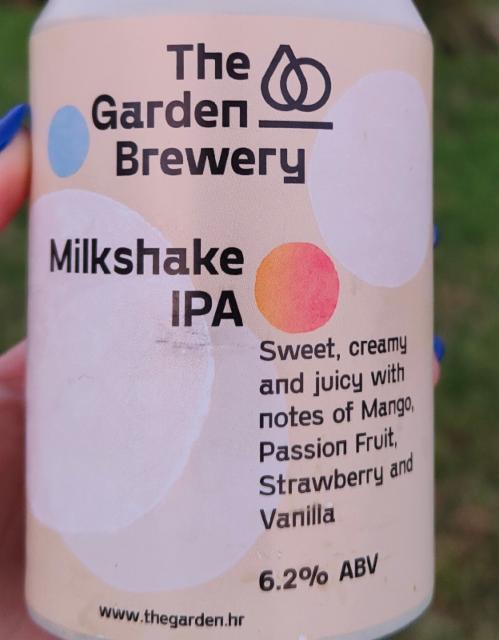 The
Garden
Brewery
Milkshake
IPA
Sweet, creamy
and juicy with
notes of Mango,
Passion Fruit,
Strawberry and
Vanilla
6.2% ABV
www.thegarden.hr